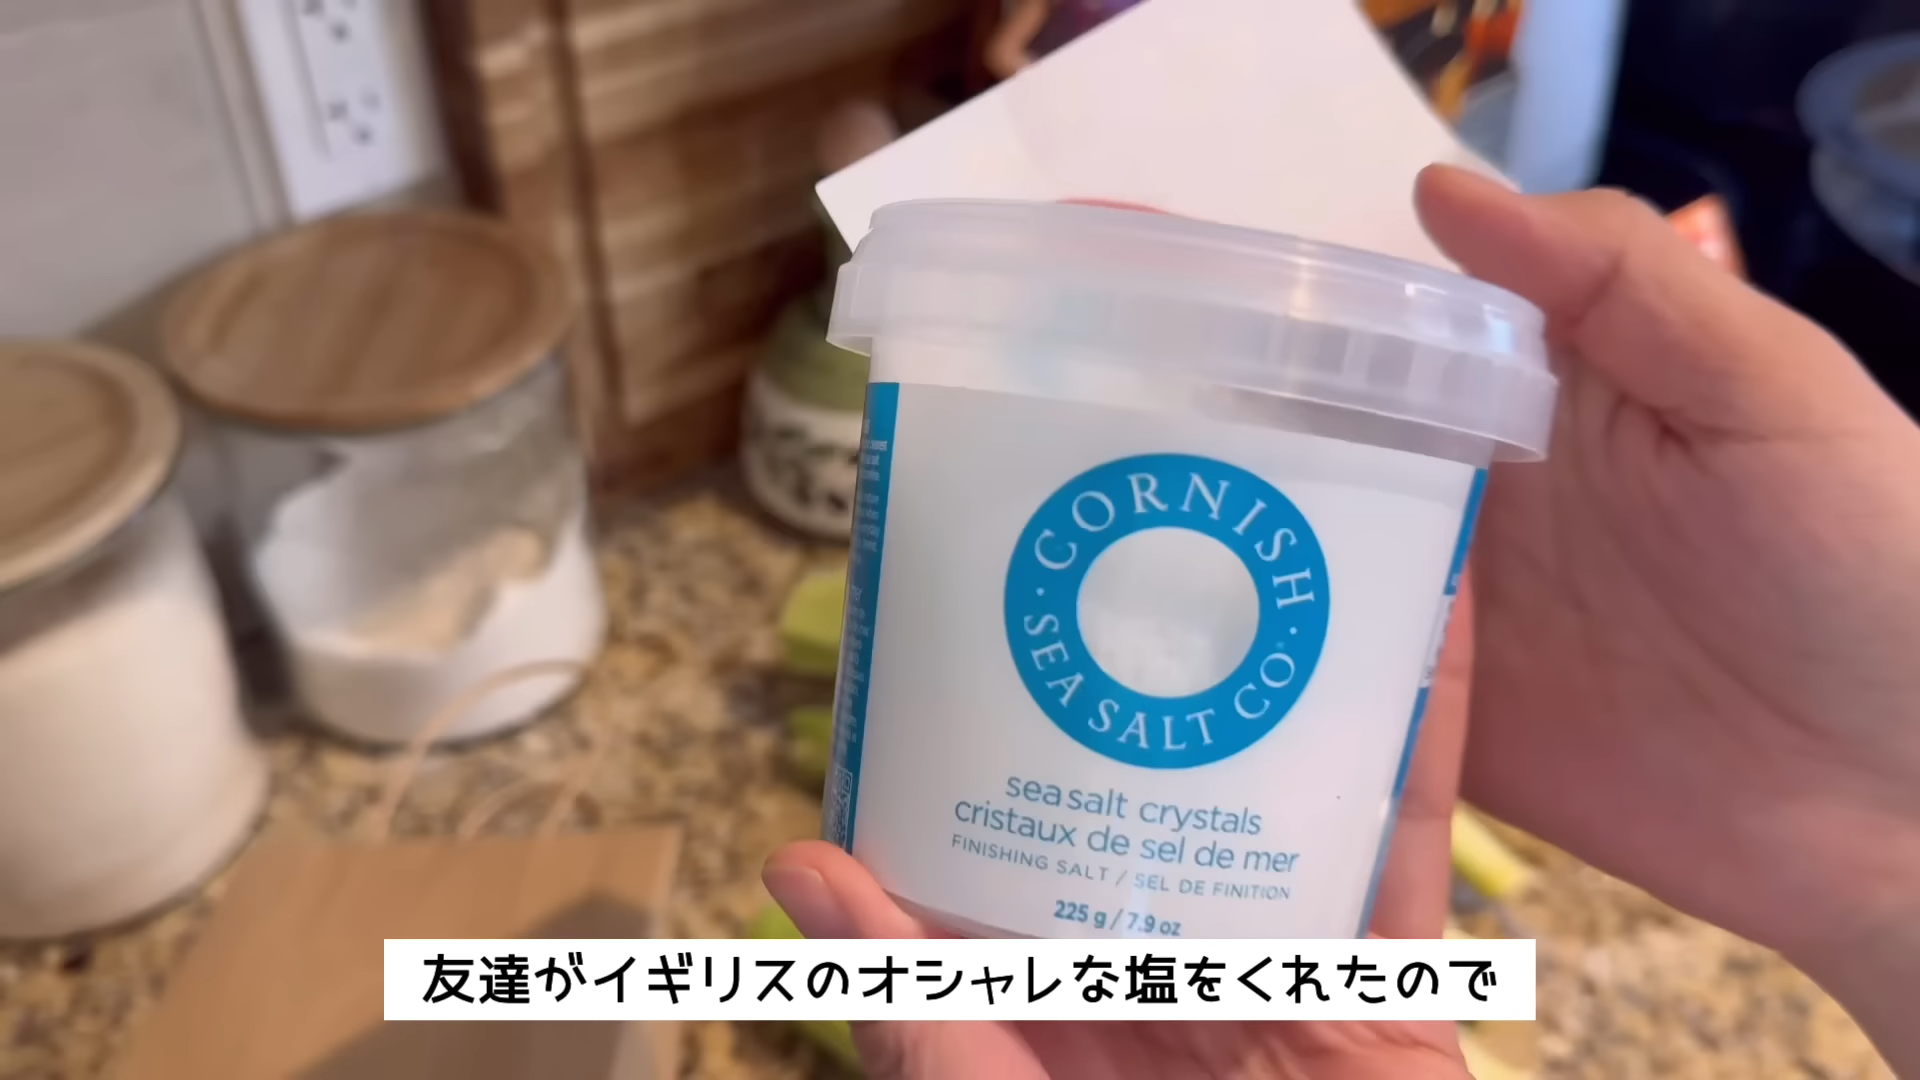 CORNISH
SEA SALT CO
sea salt crystals
cristaux de sel de mer
FINISHING SALT / SEL DE FINITION
225 g / 7.9 oz
友達がイギリスのオシャレな塩をくれたので